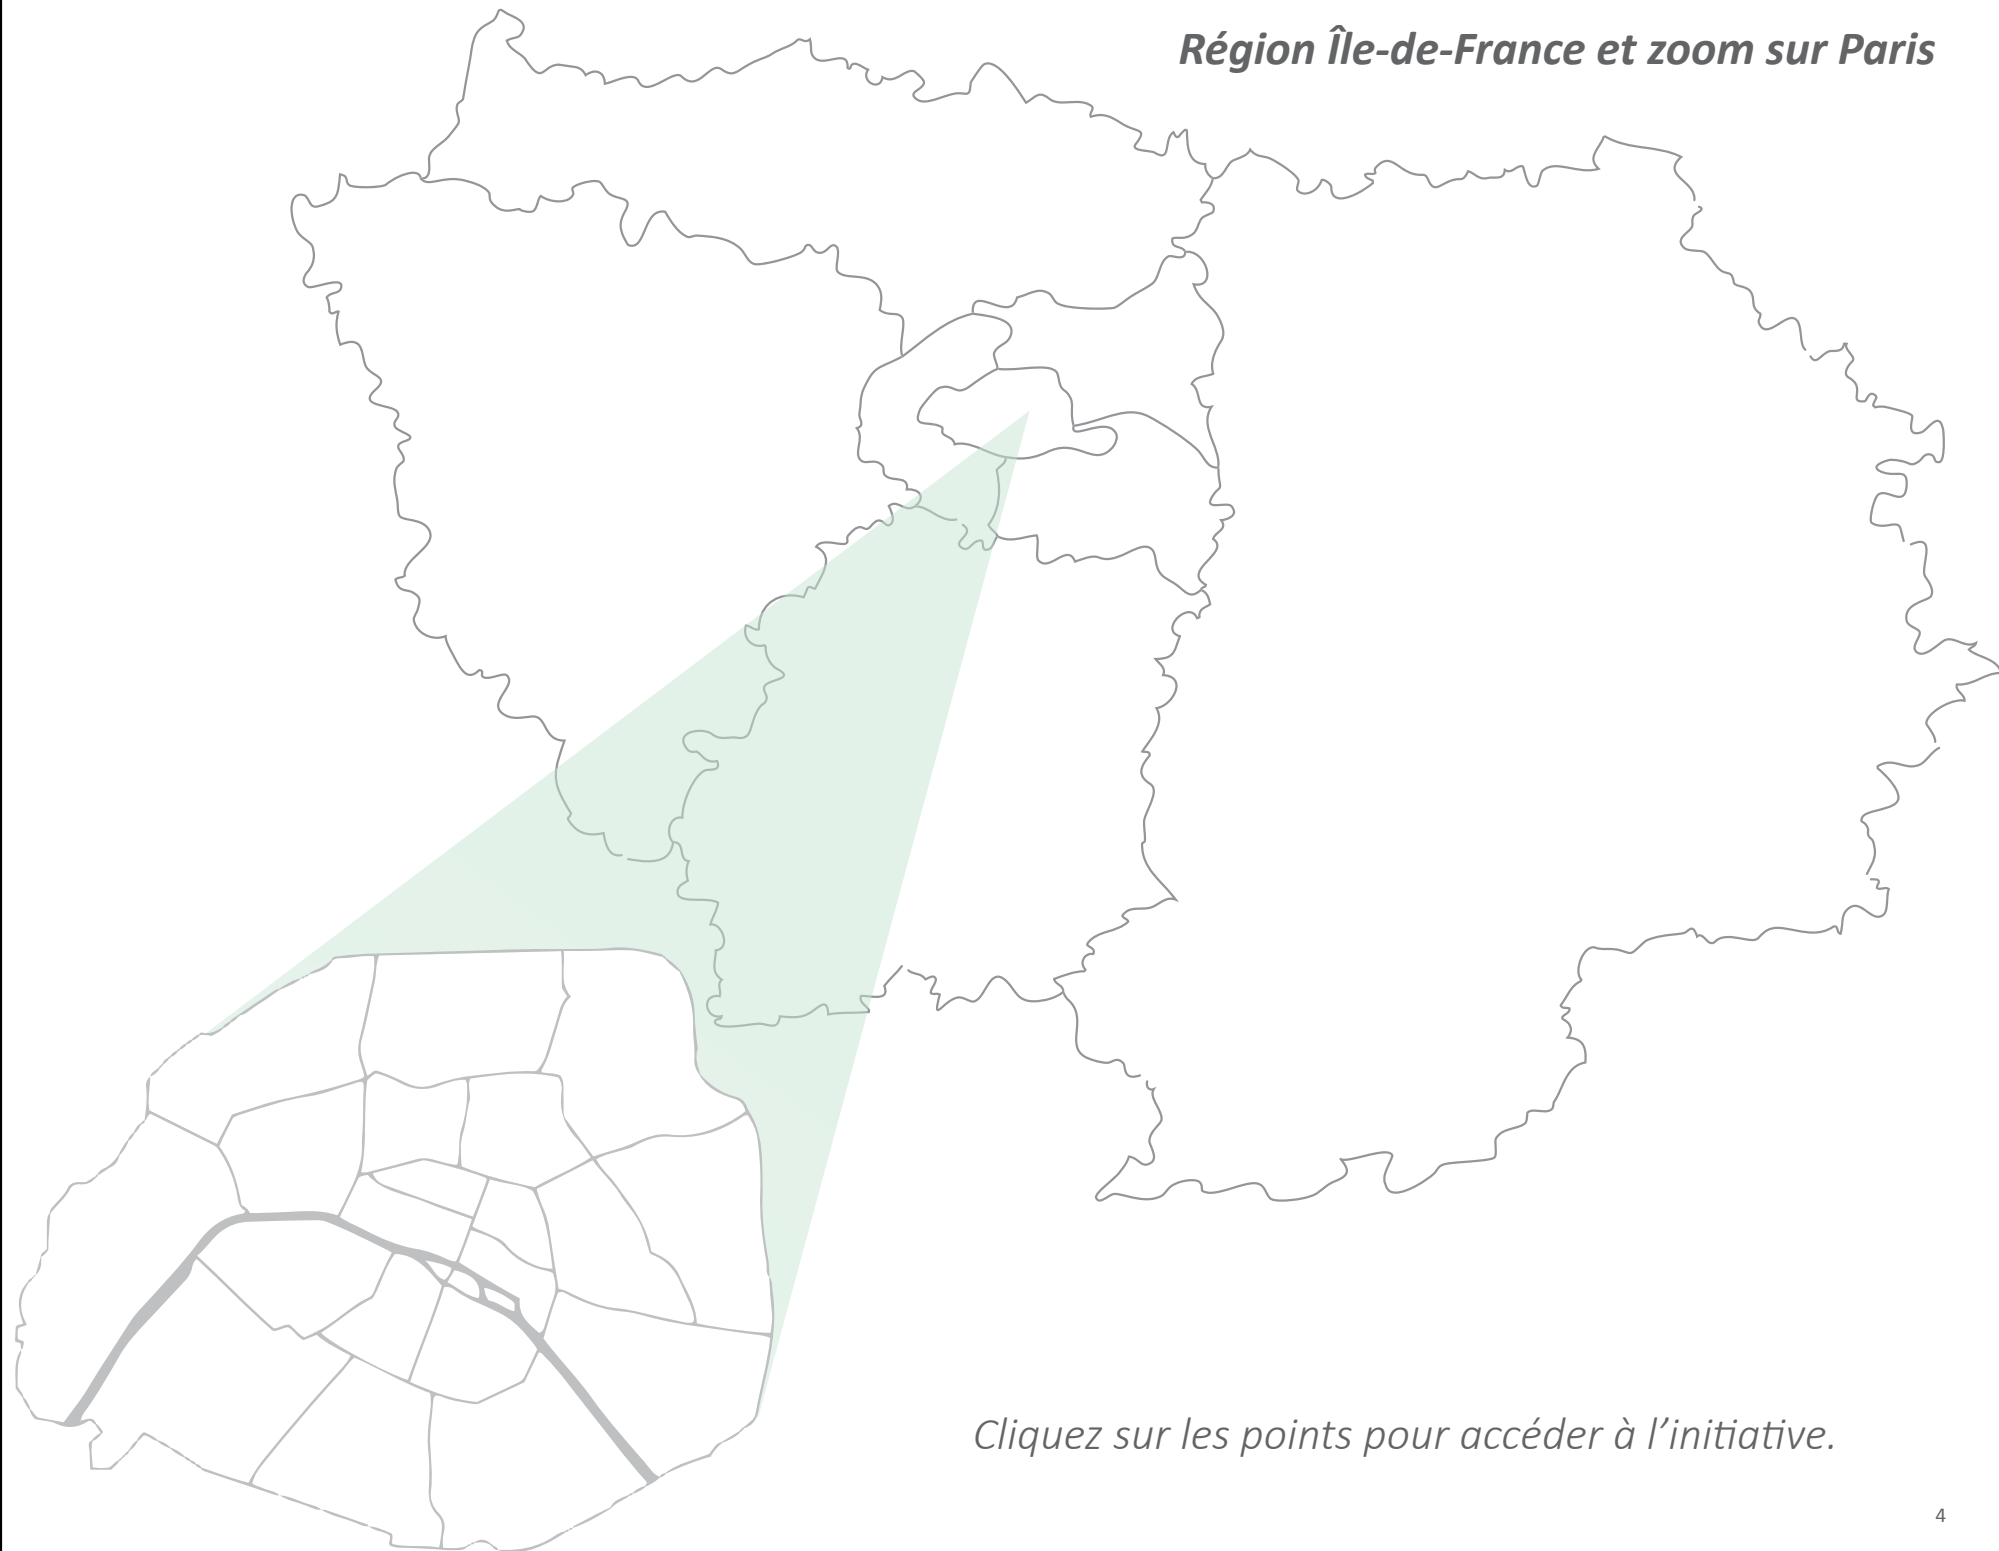 Région Île-de-France et zoom sur Paris
Cliquez sur les points pour accéder à l’initiative.
4